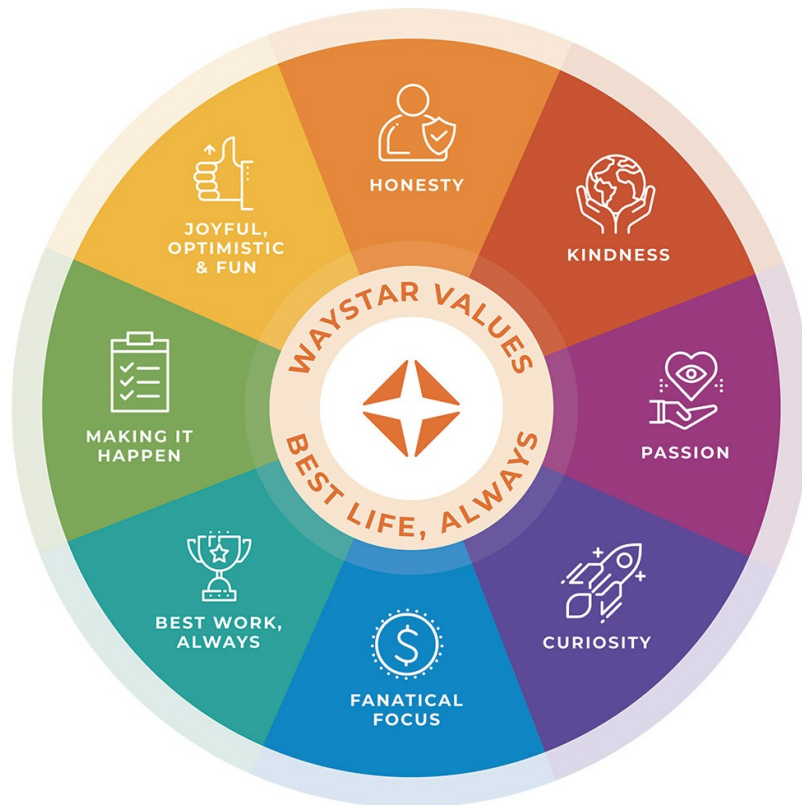 WAYSTAR VALUES
BEST LIFE, ALWAYS
HONESTY
KINDNESS
PASSION
CURIOSITY
FANATICAL
FOCUS
BEST WORK,
ALWAYS
MAKING IT
HAPPEN
JOYFUL,
OPTIMISTIC
& FUN